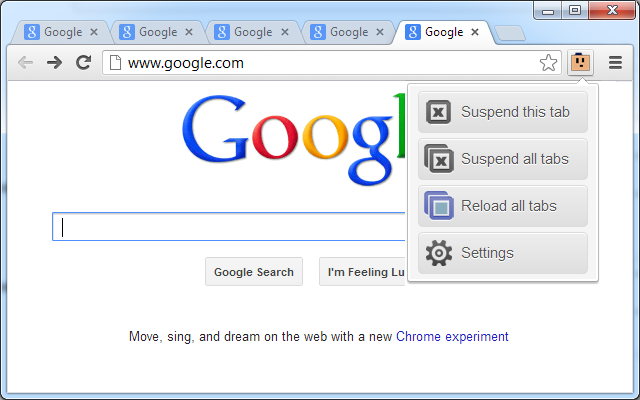 Google
Google
Google
Google
Google
www.google.com
Suspend this tab
Suspend all tabs
Reload all tabs
Settings
Googl
Google Search
I'm Feeling Lu
Move, sing, and dream on the web with a new Chrome experiment